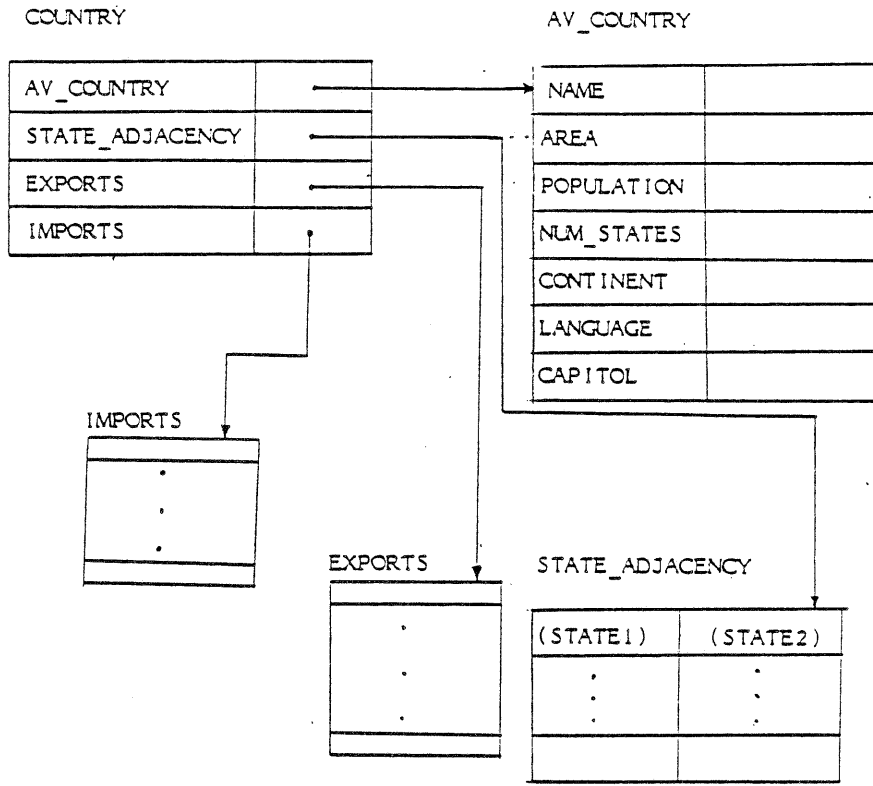 COUNTRY
AV_COUNTRY
STATE_ADJACENCY
EXPORTS
IMPORTS
AV_COUNTRY
NAME
AREA
POPULATION
NUM_STATES
CONTINENT
LANGUAGE
CAPITOL
IMPORTS
EXPORTS
STATE_ADJACENCY
(STATE1) (STATE2)